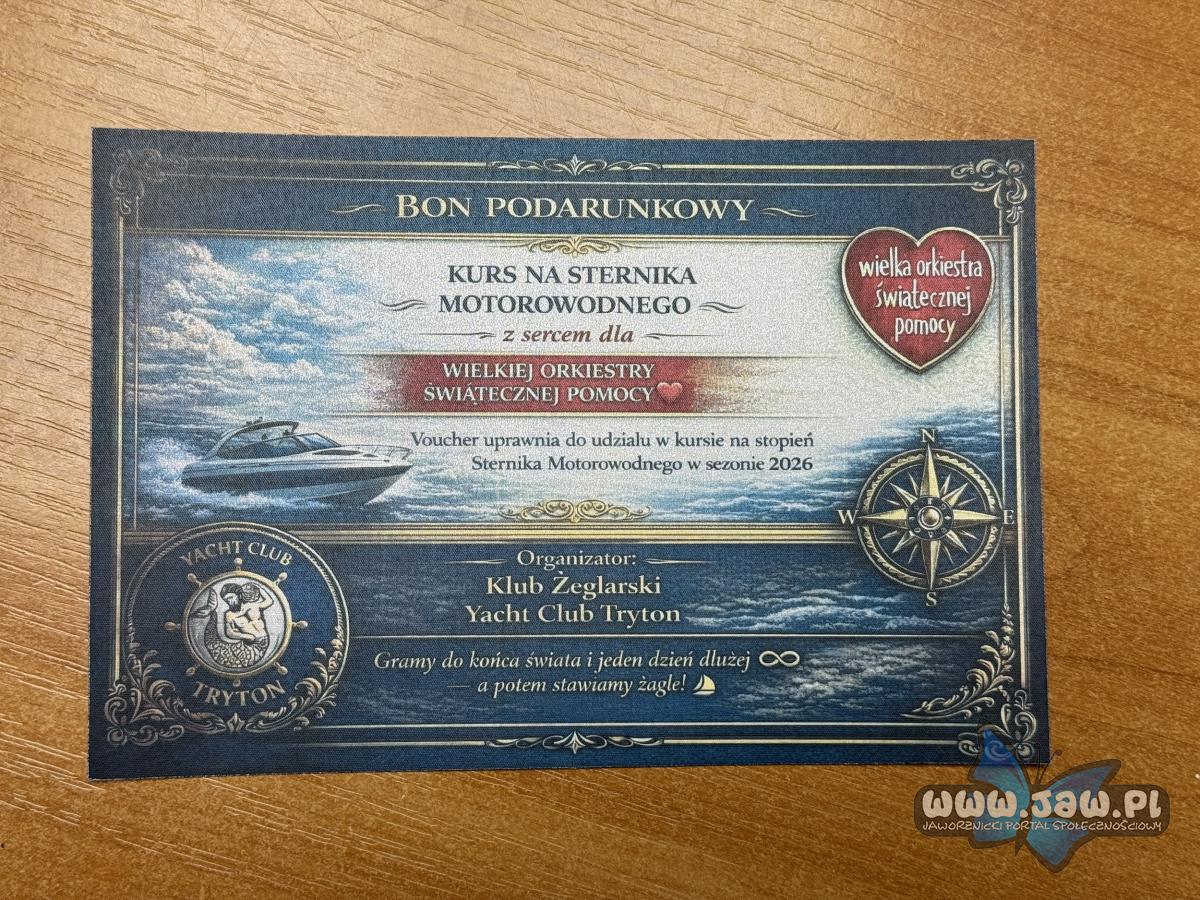 BON PODARUNKOWY
KURS NA STERNIKA
MOTOROWODNEGO
z sercem dla
WIELKIEJ ORKIESTRY
ŚWIĄTECZNEJ POMOCY
wielka orkiestra
świątecznej
pomocy
Voucher uprawnia do udziału w kursie na stopień
Sternika Motorowodnego w sezonie 2026
N
W
E
S
Organizator:
Klub Żeglarski
Yacht Club Tryton
YACHT CLUB
TRYTON
Gramy do końca świata i jeden dzień dłużej ∞
— a potem stawiamy żagle!
www.jaw.pl
JAWORZNICKI PORTAL SPOŁECZNOŚCIOWY